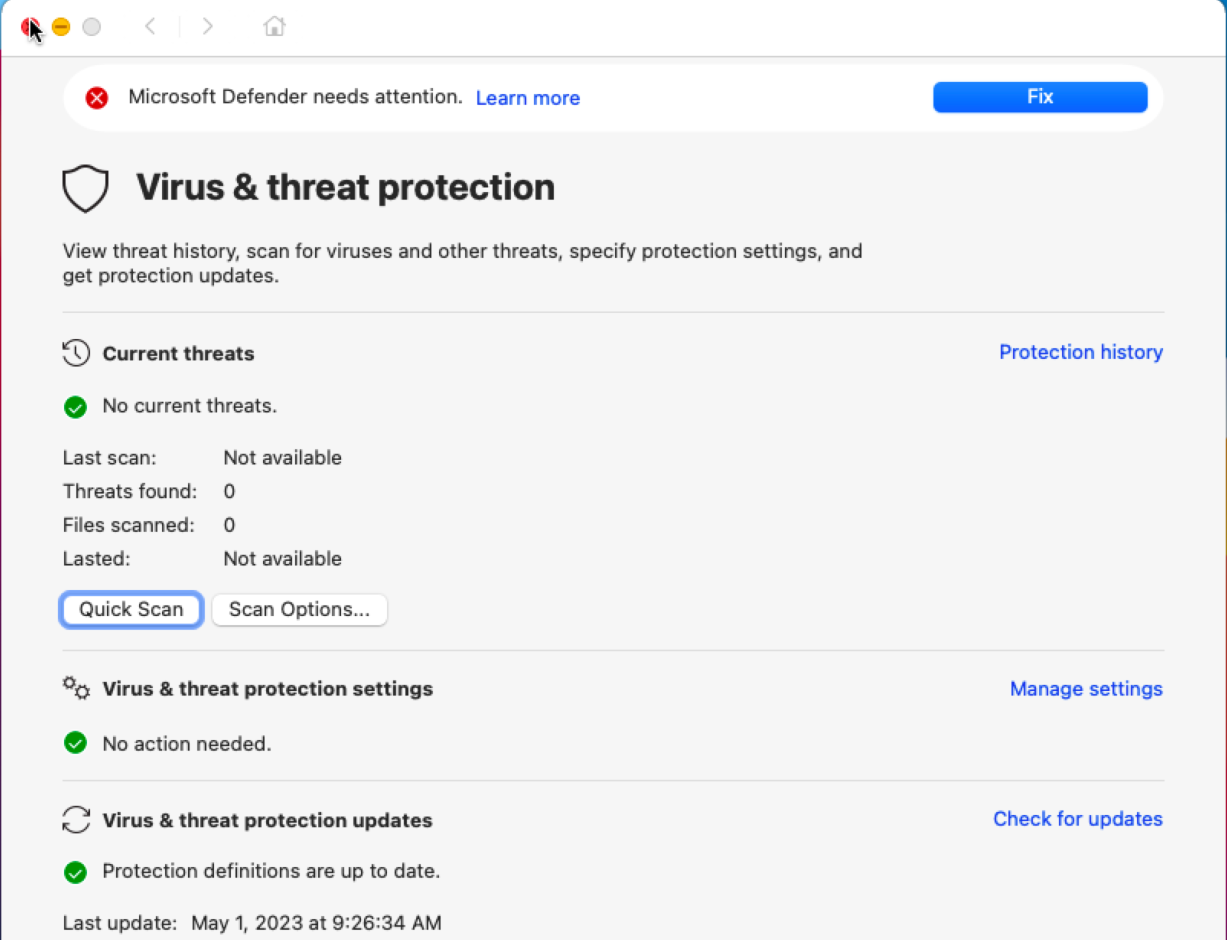 Microsoft Defender needs attention. Learn more Fix
Virus & threat protection
View threat history, scan for viruses and other threats, specify protection settings, and
get protection updates.
Current threats Protection history
No current threats.
Last scan: Not available
Threats found: 0
Files scanned: 0
Lasted: Not available
Quick Scan Scan Options...
Virus & threat protection settings Manage settings
No action needed.
Virus & threat protection updates Check for updates
Protection definitions are up to date.
Last update: May 1, 2023 at 9:26:34 AM